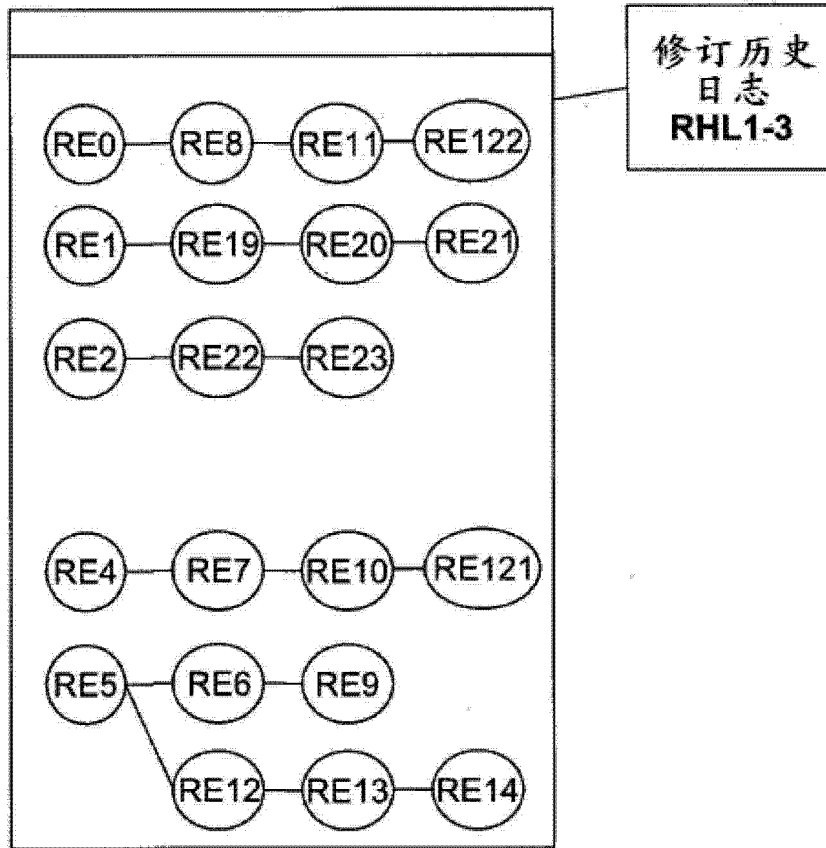 修订历史
日志
RHL1-3
RE0 RE8 RE11 RE122
RE1 RE19 RE20 RE21
RE2 RE22 RE23
RE4 RE7 RE10 RE121
RE5 RE6 RE9
RE12 RE13 RE14